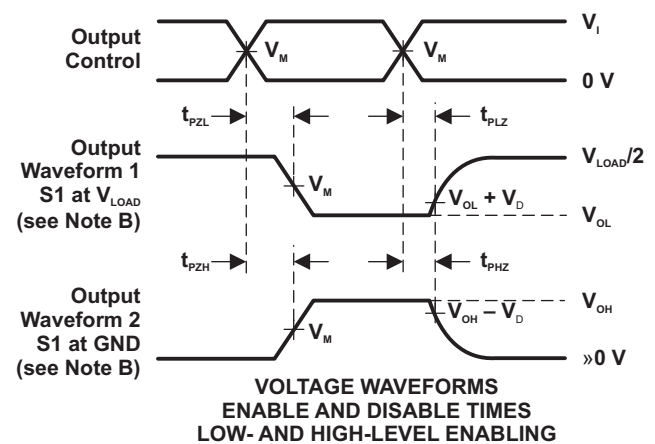 Output
Control
V_M
V_M
V_I
0 V
t_PZL
t_PLZ
Output
Waveform 1
S1 at V_LOAD
(see Note B)
V_M
V_OL + V_D
V_LOAD/2
V_OL
t_PZH
t_PHZ
Output
Waveform 2
S1 at GND
(see Note B)
V_M
V_OH – V_D
V_OH
»0 V
VOLTAGE WAVEFORMS
ENABLE AND DISABLE TIMES
LOW- AND HIGH-LEVEL ENABLING